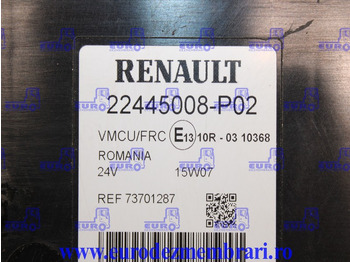 RENAULT
22445008-P02
VMCU/FRC E13 10R - 03 10368
ROMANIA
24V 15W07
REF 73701287
www.eurodezmembrari.ro